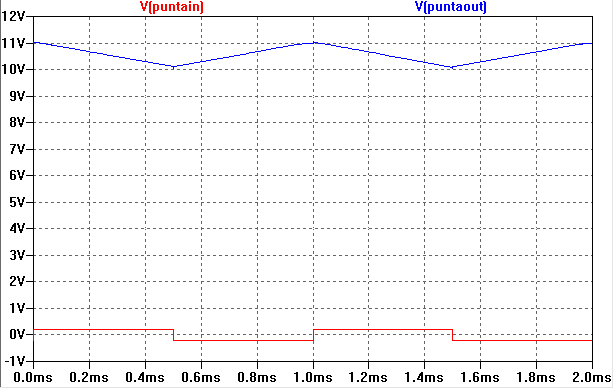 V(puntain) V(puntaout)
12V
11V
10V
9V
8V
7V
6V
5V
4V
3V
2V
1V
0V
-1V
0.0ms 0.2ms 0.4ms 0.6ms 0.8ms 1.0ms 1.2ms 1.4ms 1.6ms 1.8ms 2.0ms